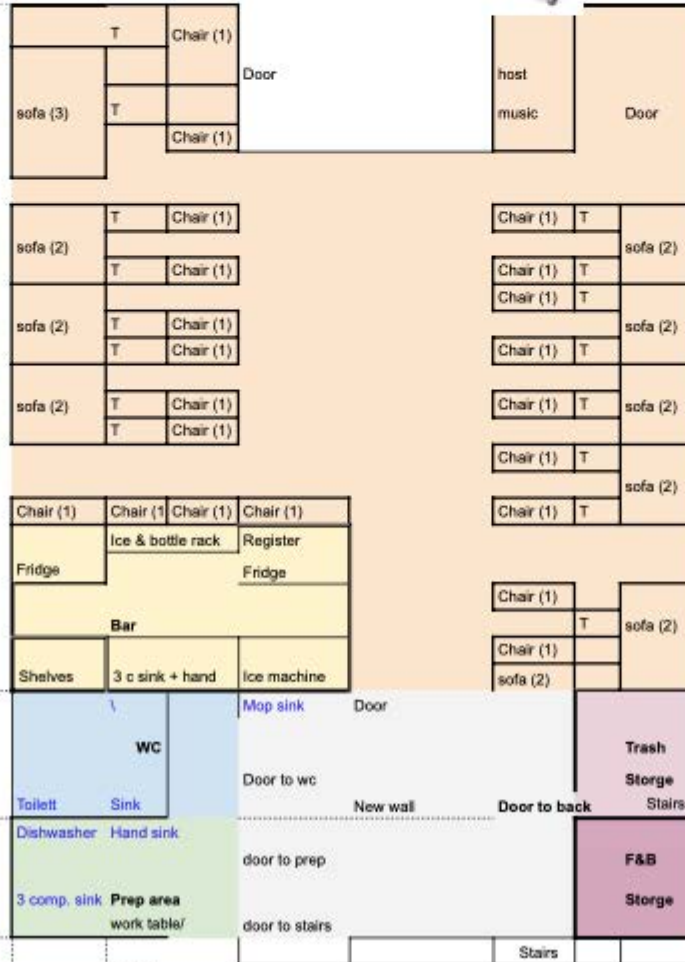 T Chair (1)
Door host
sofa (3) T music Door
Chair (1)
T Chair (1) Chair (1) T
sofa (2) sofa (2)
T Chair (1) Chair (1) T
Chair (1) T
sofa (2) T Chair (1) sofa (2)
T Chair (1) Chair (1) T
sofa (2) T Chair (1) Chair (1) T sofa (2)
T Chair (1)
Chair (1) T
sofa (2)
Chair (1) Chair (1 Chair (1) Chair (1) Chair (1) T
Ice & bottle rack Register
Fridge Fridge
Chair (1)
Bar T sofa (2)
Chair (1)
Shelves 3 c sink + hand Ice machine sofa (2)
\ Mop sink Door
WC Trash
Door to wc Storge
Toilett Sink New wall Door to back Stairs
Dishwasher Hand sink
door to prep F&B
3 comp. sink Prep area Storge
work table/ door to stairs
Stairs